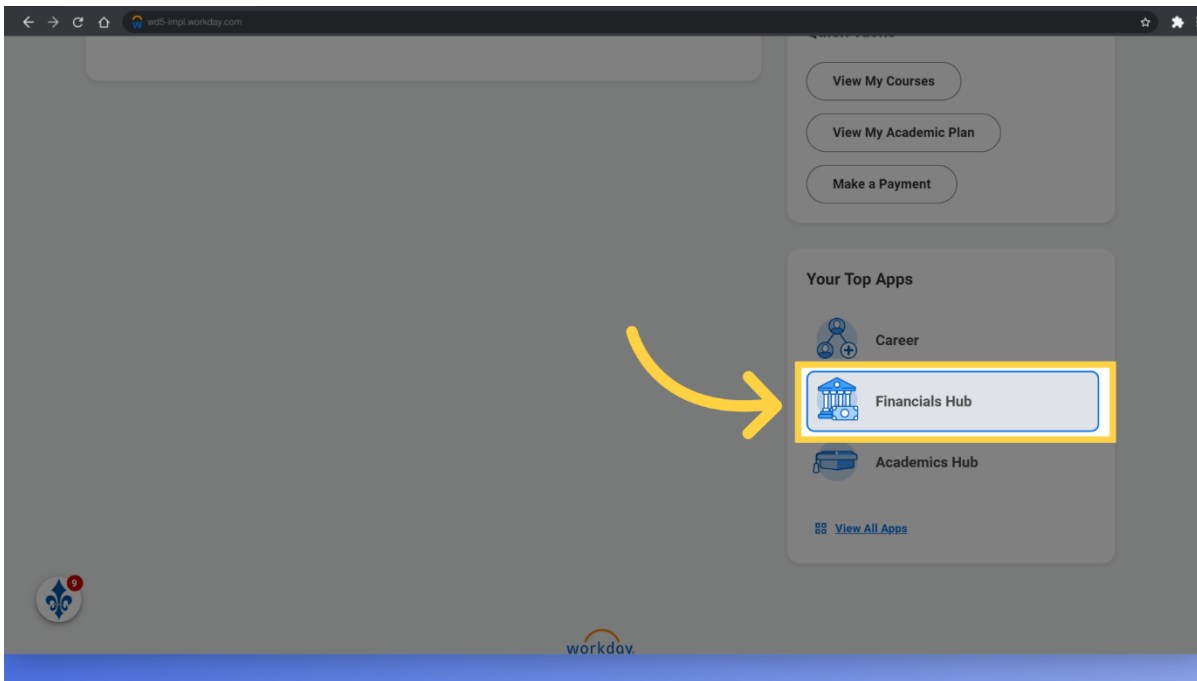 wd5-impl.workday.com
View My Courses
View My Academic Plan
Make a Payment
Your Top Apps
Career
Financials Hub
Academics Hub
View All Apps
9
workday.